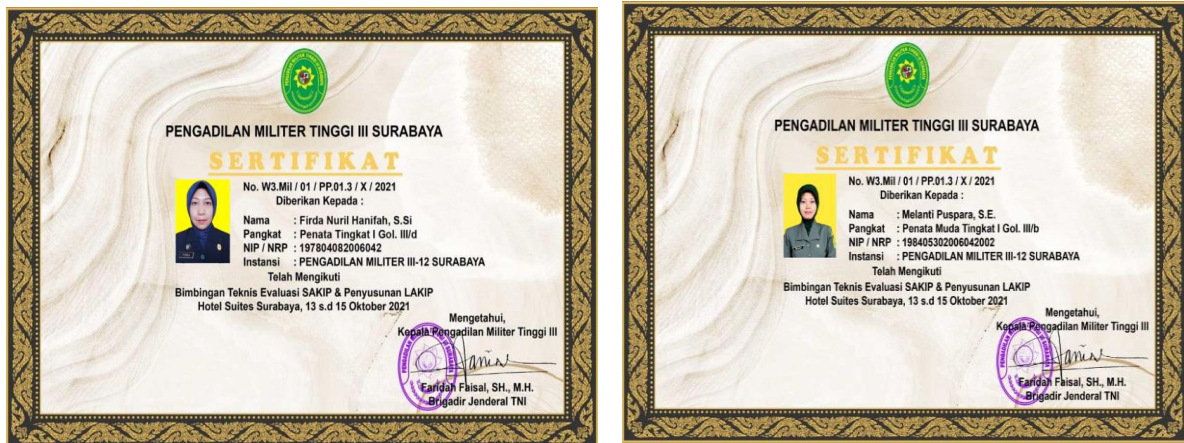 PENGADILAN MILITER TINGGI III SURABAYA
SERTIFIKAT
No. W3.Mil / 01 / PP.01.3 / X / 2021
Diberikan Kepada :
Nama : Firda Nuril Hanifah, S.Si
Pangkat : Penata Tingkat I Gol. III/d
NIP / NRP : 197804082006042
Instansi : PENGADILAN MILITER III-12 SURABAYA
Telah Mengikuti
Bimbingan Teknis Evaluasi SAKIP & Penyusunan LAKIP
Hotel Suites Surabaya, 13 s.d 15 Oktober 2021
Mengetahui,
Kepala Pengadilan Militer Tinggi III
Faridah Faisal, SH., M.H.
Brigadir Jenderal TNI
PENGADILAN MILITER TINGGI III SURABAYA
SERTIFIKAT
No. W3.Mil / 01 / PP.01.3 / X / 2021
Diberikan Kepada :
Nama : Melanti Puspara, S.E.
Pangkat : Penata Muda Tingkat I Gol. III/b
NIP / NRP : 198405302006042002
Instansi : PENGADILAN MILITER III-12 SURABAYA
Telah Mengikuti
Bimbingan Teknis Evaluasi SAKIP & Penyusunan LAKIP
Hotel Suites Surabaya, 13 s.d 15 Oktober 2021
Mengetahui,
Kepala Pengadilan Militer Tinggi III
Faridah Faisal, SH., M.H.
Brigadir Jenderal TNI